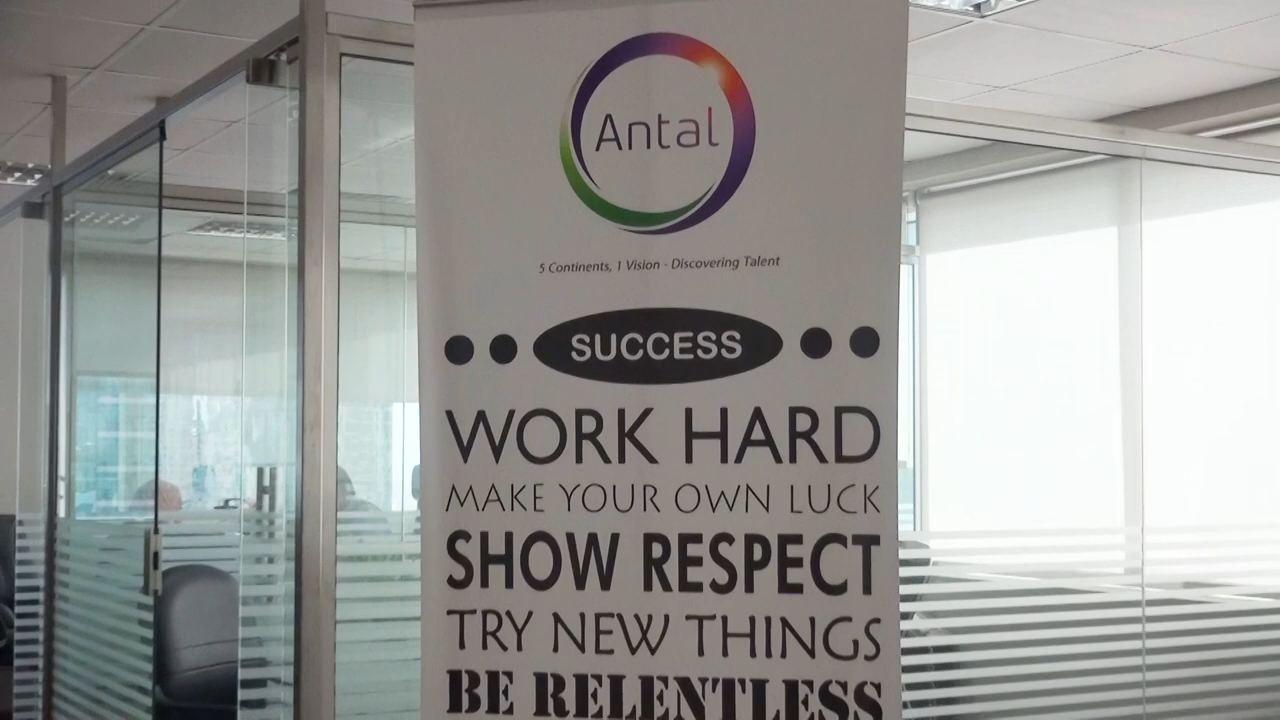 Antal
5 Continents, 1 Vision - Discovering Talent
SUCCESS
WORK HARD
MAKE YOUR OWN LUCK
SHOW RESPECT
TRY NEW THINGS
BE RELENTLESS